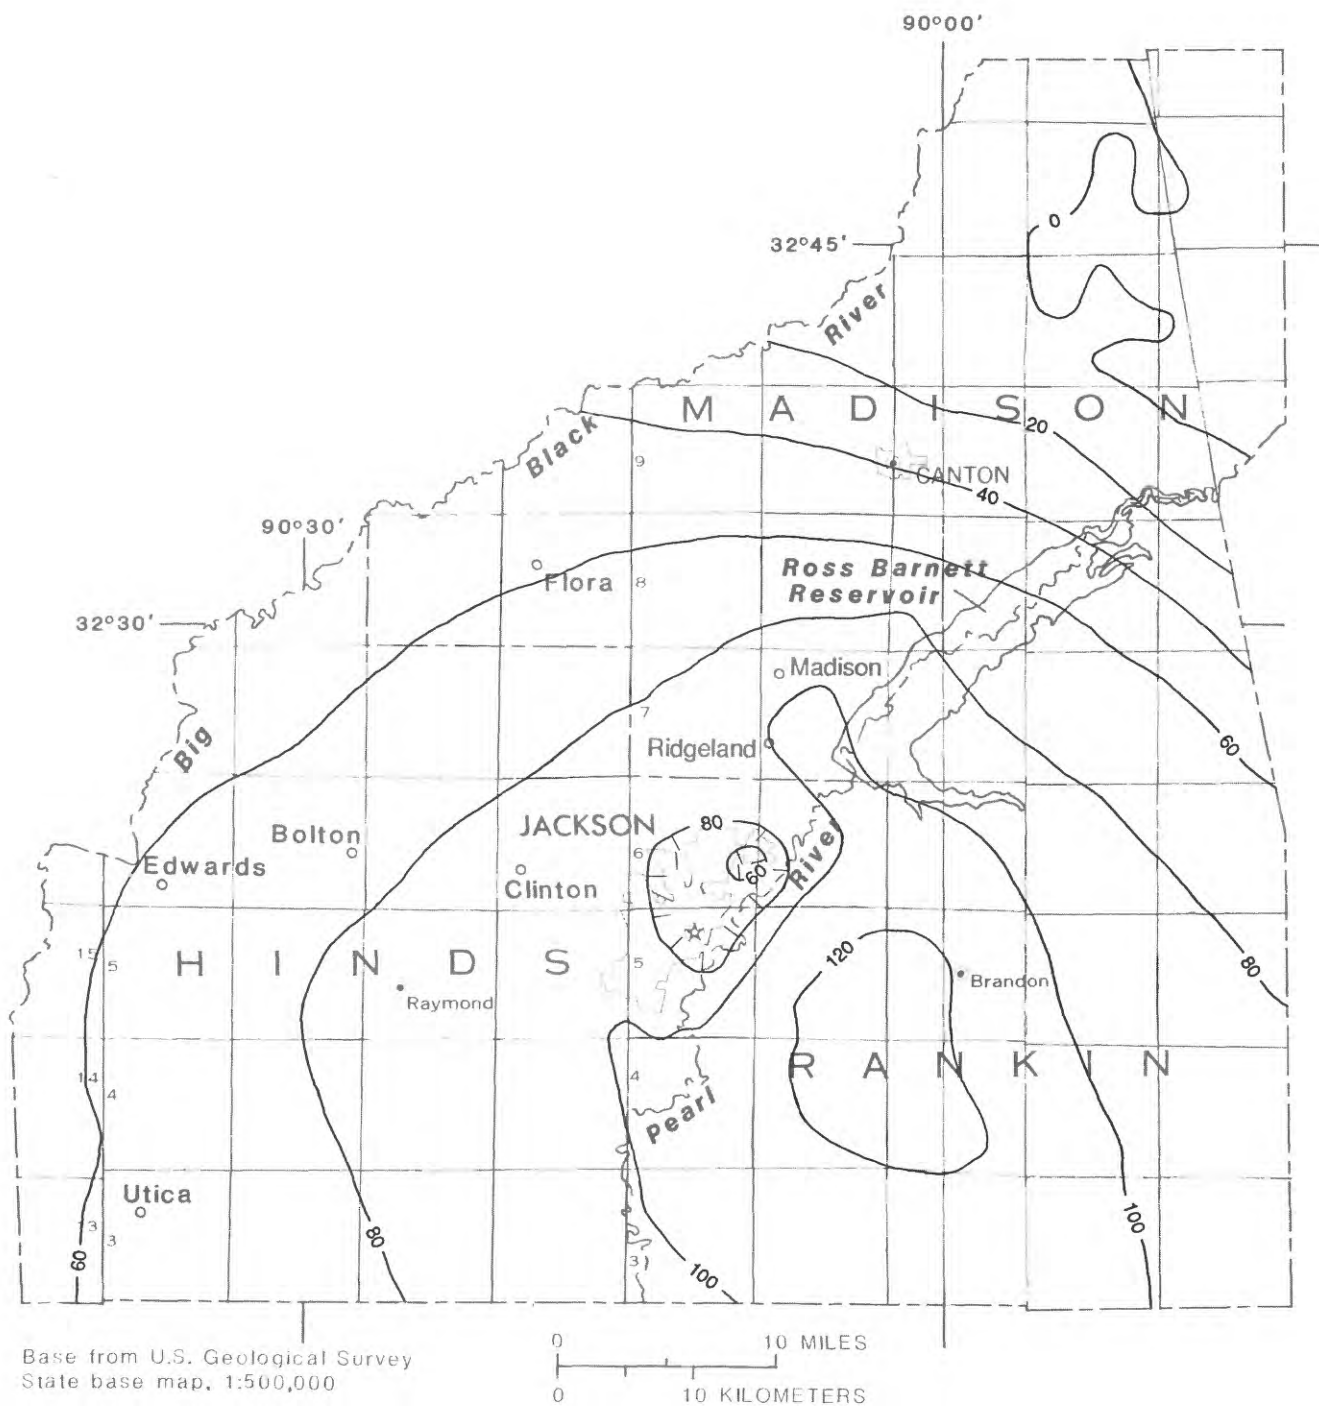 90°00'
32°45'
River
0
M A D I S O N
20
Black
9
CANTON
40
90°30'
Flora
8
Ross Barnett
Reservoir
32°30'
Madison
7
Big
Ridgeland
60
JACKSON
80
Bolton
6
60
River
Edwards
Clinton
H I N D S
15
5
5
120
80
Raymond
Brandon
R A N K I N
14
4
4
Pearl
Utica
13
3
60
80
3
100
100
Base from U.S. Geological Survey
State base map, 1:500,000
0 10 MILES
0 10 KILOMETERS